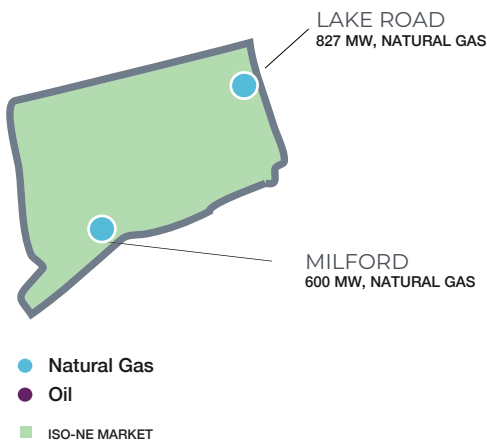 LAKE ROAD
827 MW, NATURAL GAS
MILFORD
600 MW, NATURAL GAS
Natural Gas
Oil
ISO-NE MARKET